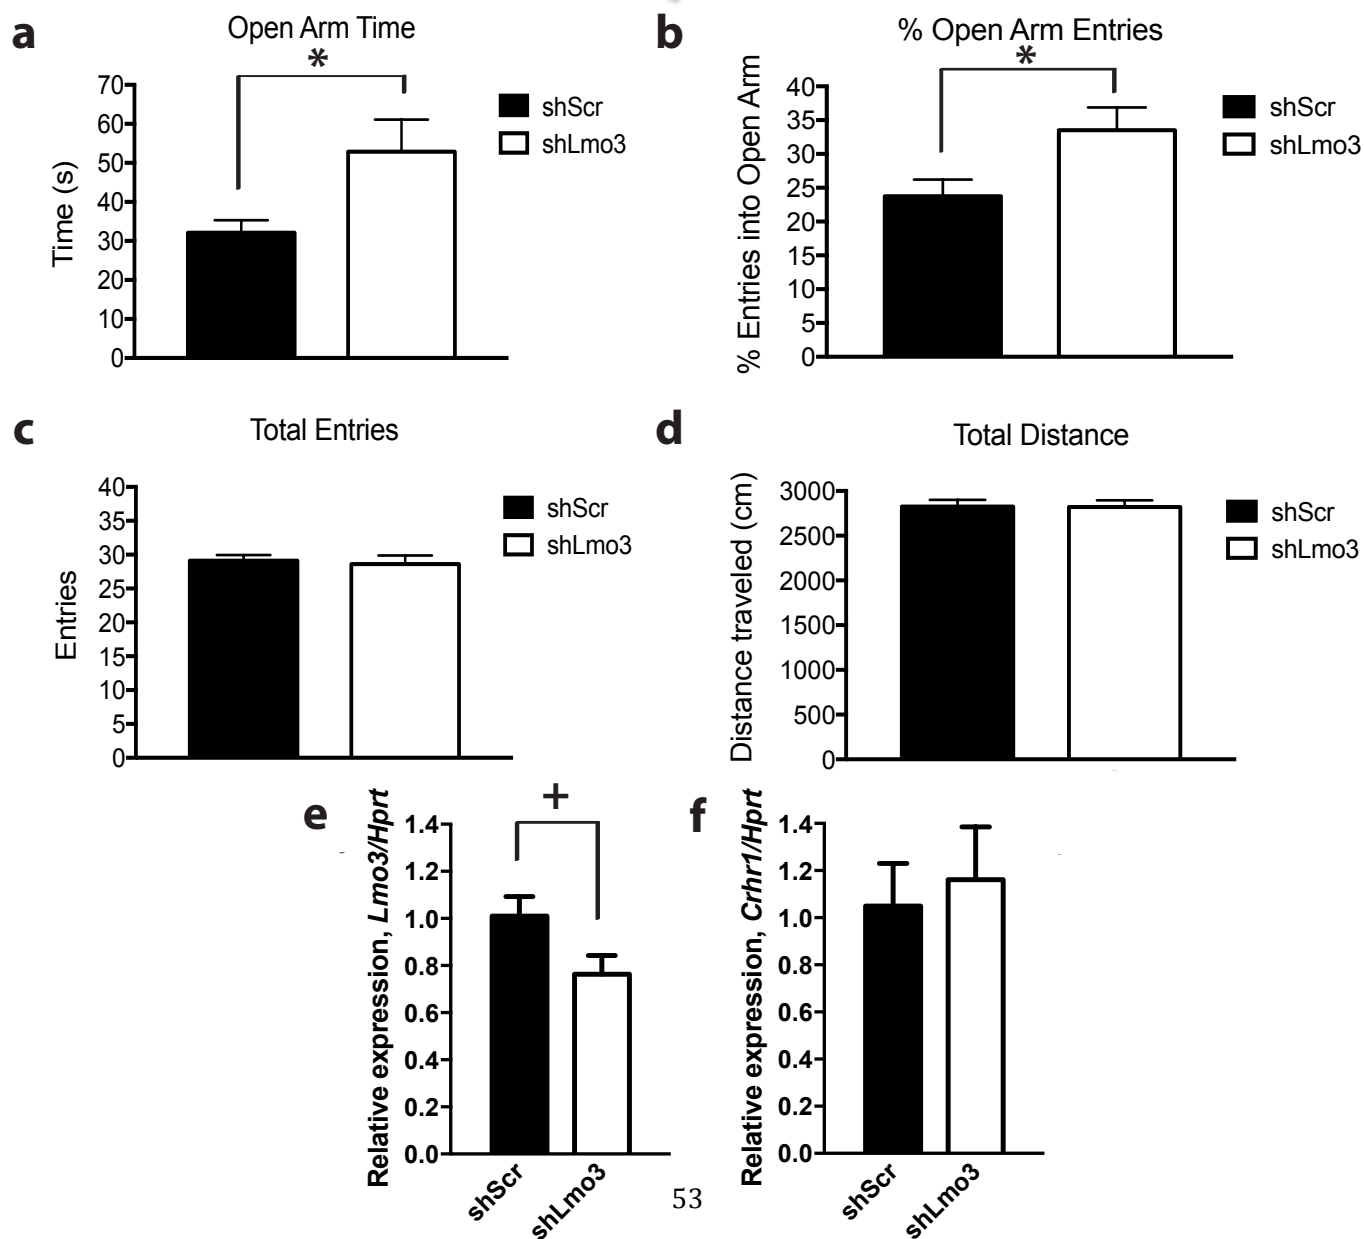 a
Open Arm Time
*
Time (s)
70
60
50
40
30
20
10
0
shScr
shLmo3
b
% Open Arm Entries
*
% Entries into Open Arm
40
35
30
25
20
15
10
5
0
shScr
shLmo3
c
Total Entries
Entries
40
35
30
25
20
15
10
5
0
shScr
shLmo3
d
Total Distance
Distance traveled (cm)
3000
2500
2000
1500
1000
500
0
shScr
shLmo3
e
+
Relative expression, Lmo3/Hprt
1.4
1.2
1.0
0.8
0.6
0.4
0.2
0.0
shScr
shLmo3
f
Relative expression, Crhr1/Hprt
1.4
1.2
1.0
0.8
0.6
0.4
0.2
0.0
shScr
shLmo3
53